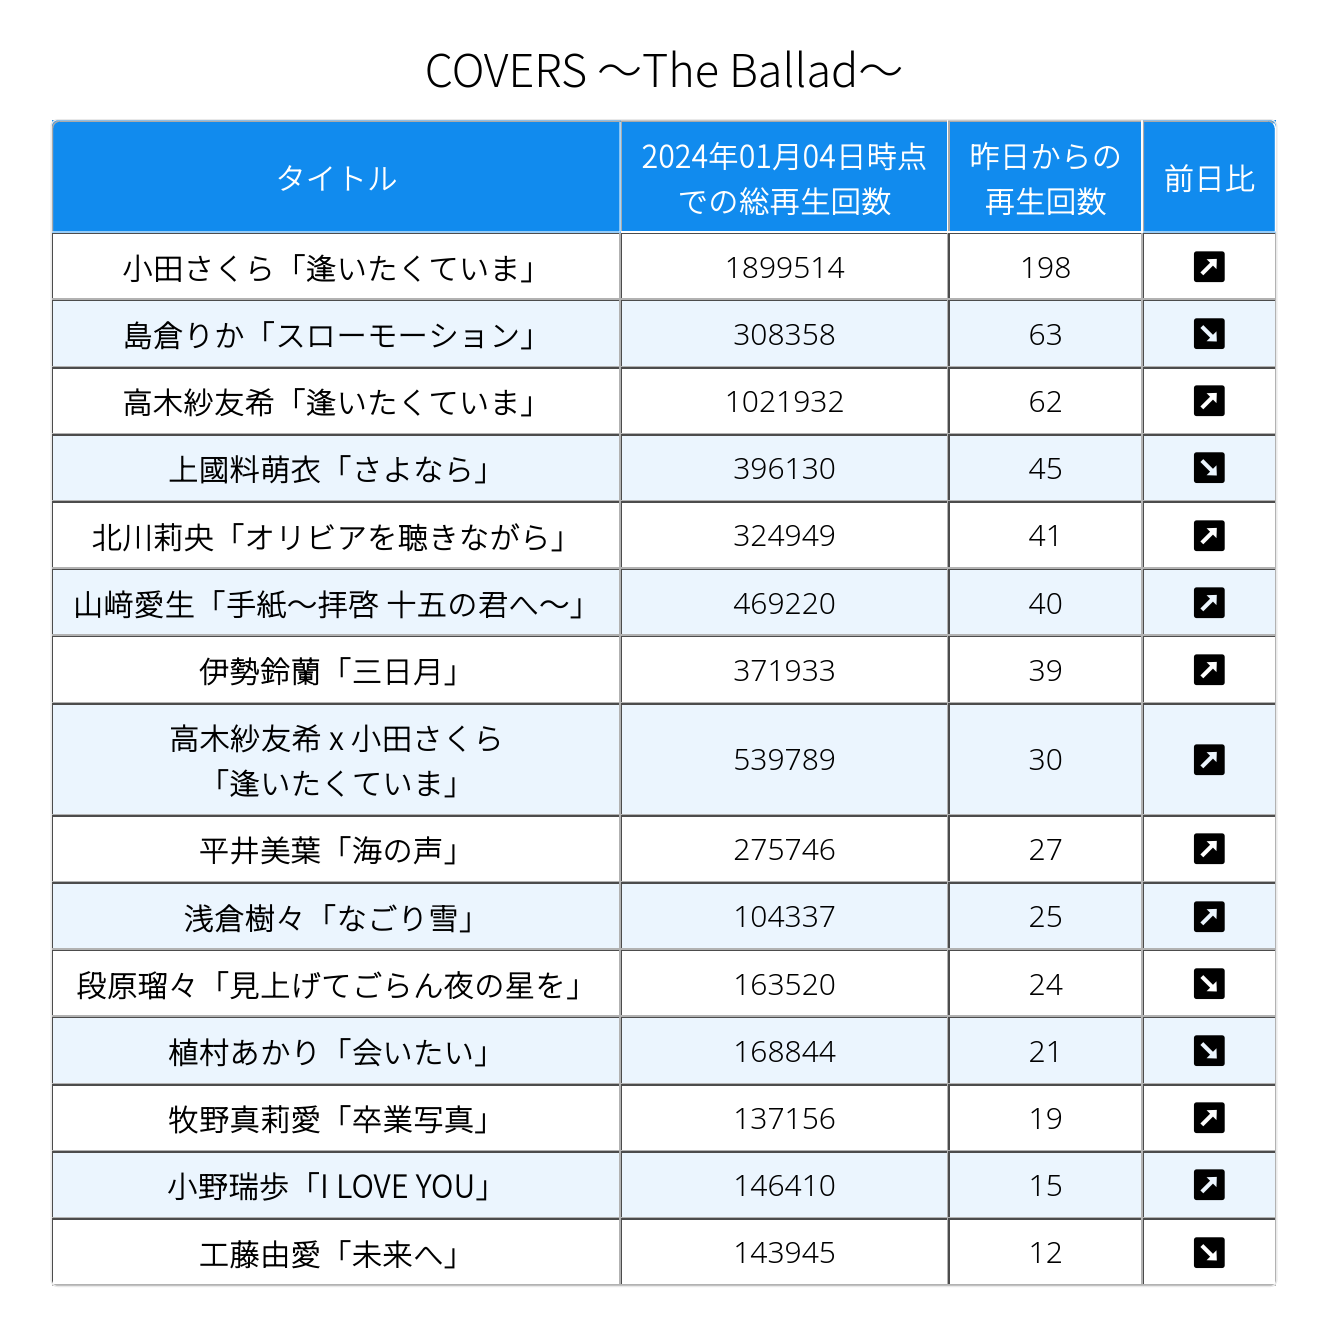 COVERS ～The Ballad～
タイトル 2024年01月04日時点での総再生回数 昨日からの再生回数 前日比
小田さくら「逢いたくていま」 1899514 198 ↗
島倉りか「スローモーション」 308358 63 ↘
高木紗友希「逢いたくていま」 1021932 62 ↗
上國料萌衣「さよなら」 396130 45 ↘
北川莉央「オリビアを聴きながら」 324949 41 ↗
山﨑愛生「手紙～拝啓 十五の君へ～」 469220 40 ↗
伊勢鈴蘭「三日月」 371933 39 ↗
高木紗友希 x 小田さくら「逢いたくていま」 539789 30 ↗
平井美葉「海の声」 275746 27 ↗
浅倉樹々「なごり雪」 104337 25 ↗
段原瑠々「見上げてごらん夜の星を」 163520 24 ↘
植村あかり「会いたい」 168844 21 ↘
牧野真莉愛「卒業写真」 137156 19 ↗
小野瑞歩「I LOVE YOU」 146410 15 ↗
工藤由愛「未来へ」 143945 12 ↘